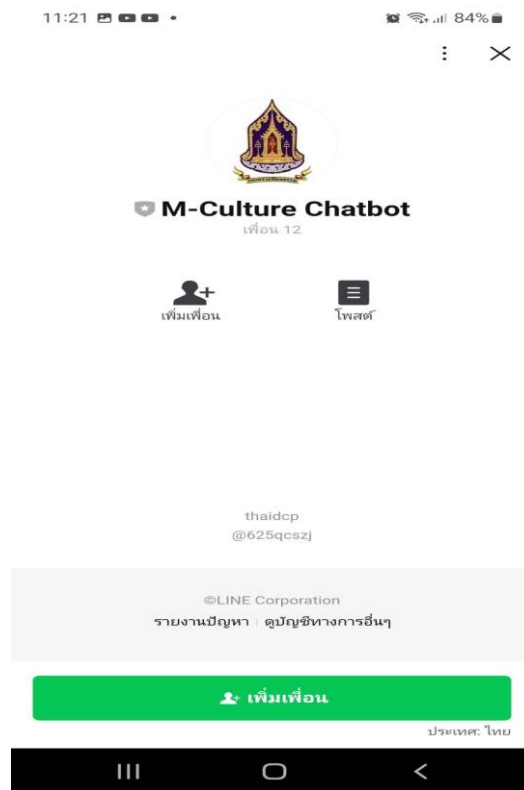 11:21
84%
M-Culture Chatbot
เพื่อน 12
เพิ่มเพื่อน
โพสต์
thaidcp
@625qcszj
©LINE Corporation
รายงานปัญหา | ดูบัญชีทางการอื่นๆ
เพิ่มเพื่อน
ประเทศ: ไทย